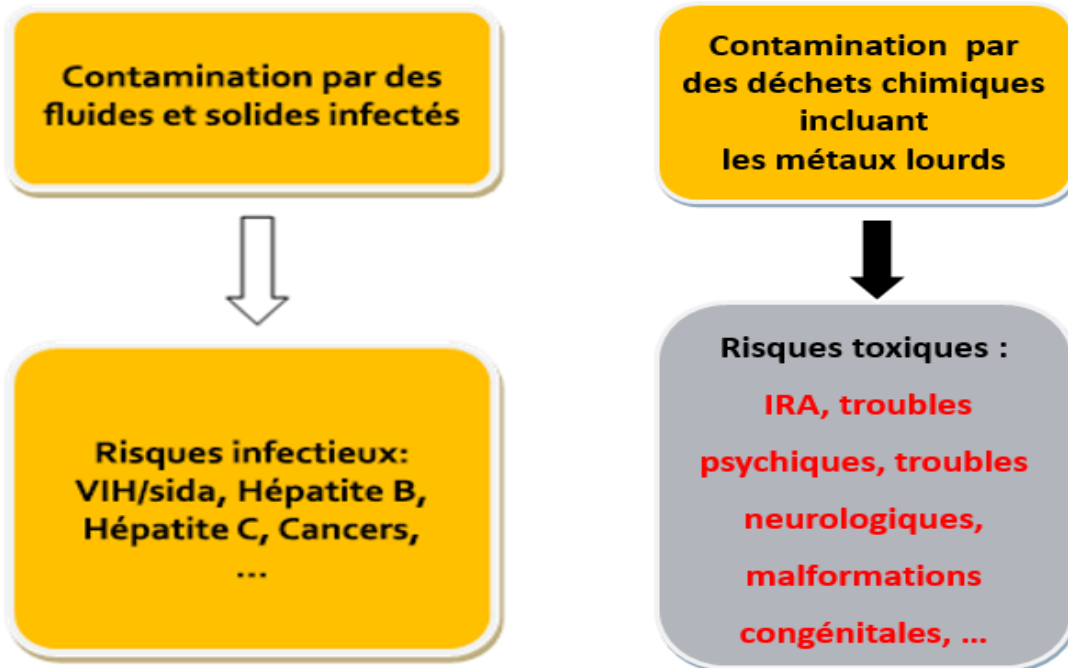 Contamination par des
fluides et solides infectés
Risques infectieux:
VIH/sida, Hépatite B,
Hépatite C, Cancers,
...
Contamination par
des déchets chimiques
incluant
les métaux lourds
Risques toxiques :
IRA, troubles
psychiques, troubles
neurologiques,
malformations
congénitales, ...